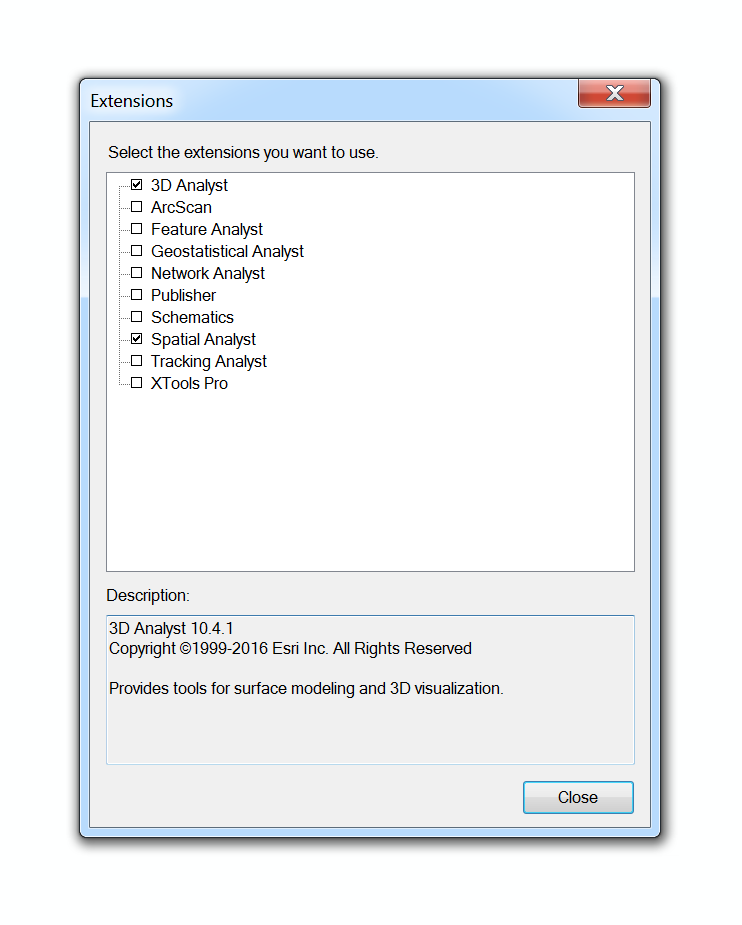 Extensions
Select the extensions you want to use.
3D Analyst
ArcScan
Feature Analyst
Geostatistical Analyst
Network Analyst
Publisher
Schematics
Spatial Analyst
Tracking Analyst
XTools Pro
Description:
3D Analyst 10.4.1
Copyright ©1999-2016 Esri Inc. All Rights Reserved
Provides tools for surface modeling and 3D visualization.
Close